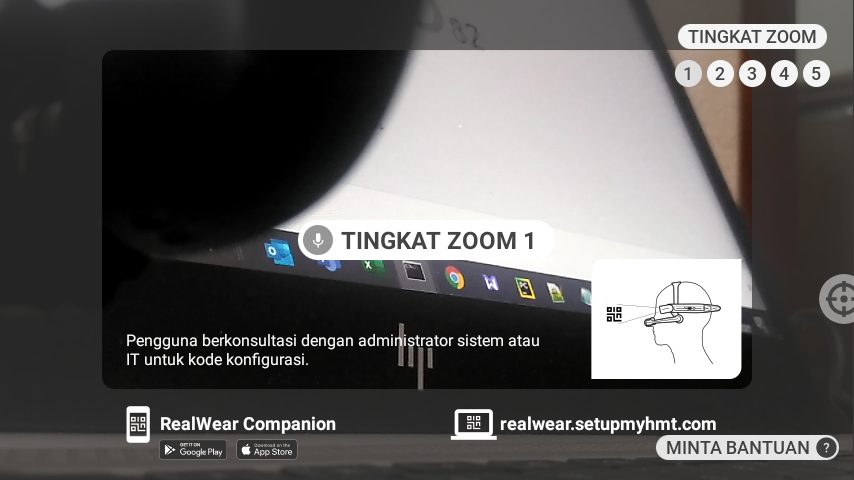 TINGKAT ZOOM
1 2 3 4 5
TINGKAT ZOOM 1
Pengguna berkonsultasi dengan administrator sistem atau
IT untuk kode konfigurasi.
RealWear Companion
GET IT ON
Google Play
Download on the
App Store
realwear.setupmyhmt.com
MINTA BANTUAN ?